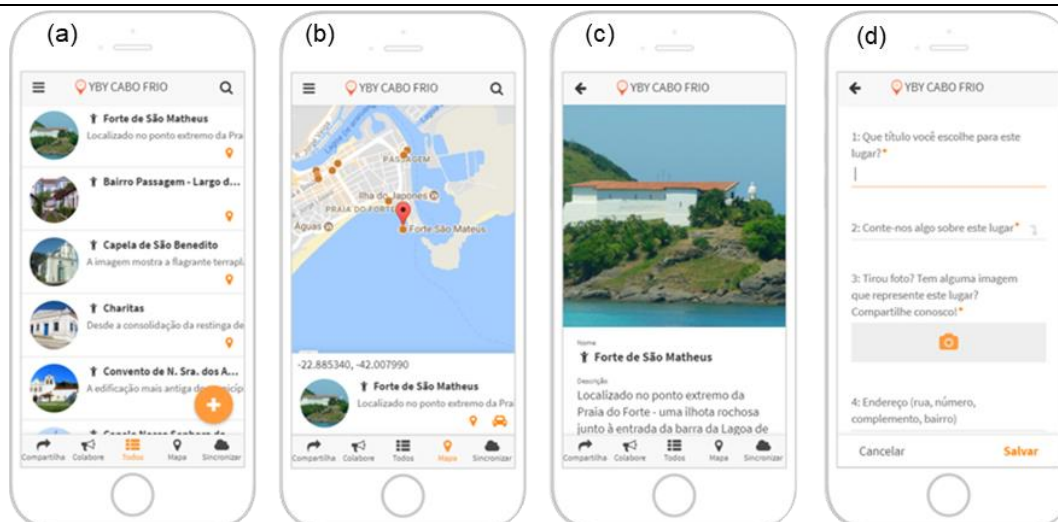 (a)
YBY CABO FRIO
Forte de São Matheus
Localizado no ponto extremo da Pra
Bairro Passagem - Largo d...
Capela de São Benedito
A imagem mostra a flagrante terrapl
Charitas
Desde a consolidação da restinga de
Convento de N. Sra. dos A...
A edificação mais antiga do municíp
Compartilha Colabore Todos Mapa Sincronizar
(b)
YBY CABO FRIO
PASSAGEM
Ilha do Japones
PRAIA DO FORTE
Aguas
Forte São Mateus
-22.885340, -42.007990
Forte de São Matheus
Localizado no ponto extremo da Pra
Compartilha Colabore Todos Mapa Sincronizar
(c)
YBY CABO FRIO
Nome
Forte de São Matheus
Descrição
Localizado no ponto extremo da
Praia do Forte - uma ilhota rochosa
junto à entrada da barra da Lagoa de
Compartilha Colabore Todos Mapa Sincronizar
(d)
YBY CABO FRIO
1: Que título você escolhe para este
lugar?*
2: Conte-nos algo sobre este lugar*
3: Tirou foto? Tem alguma imagem
que represente este lugar?
Compartilhe conosco!*
4: Endereço (rua, número,
complemento, bairro)
Cancelar Salvar